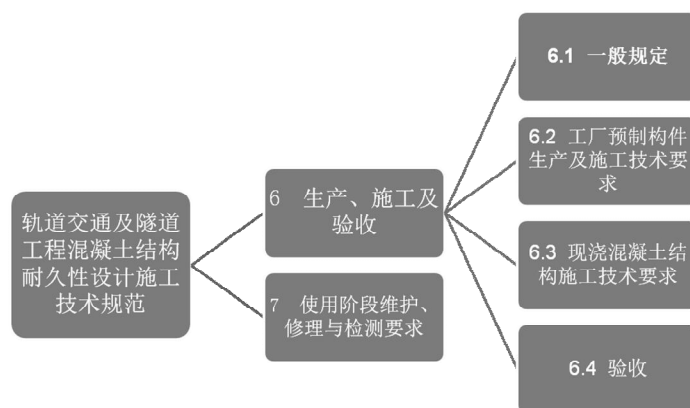 轨道交通及隧道
工程混凝土结构
耐久性设计施工
技术规范
6 生产、施工及
验收
7 使用阶段维护、
修理与检测要求
6.1 一般规定
6.2 工厂预制构件
生产及施工技术要
求
6.3 现浇混凝土结
构施工技术要求
6.4 验收